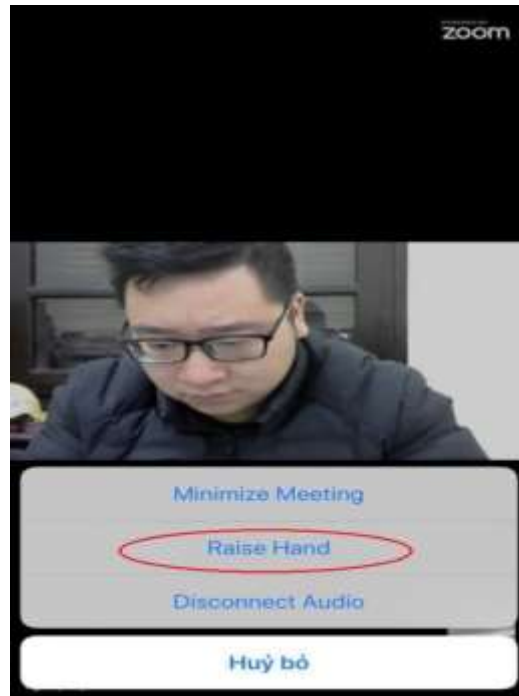 zoom
Minimize Meeting
Raise Hand
Disconnect Audio
Huỷ bỏ